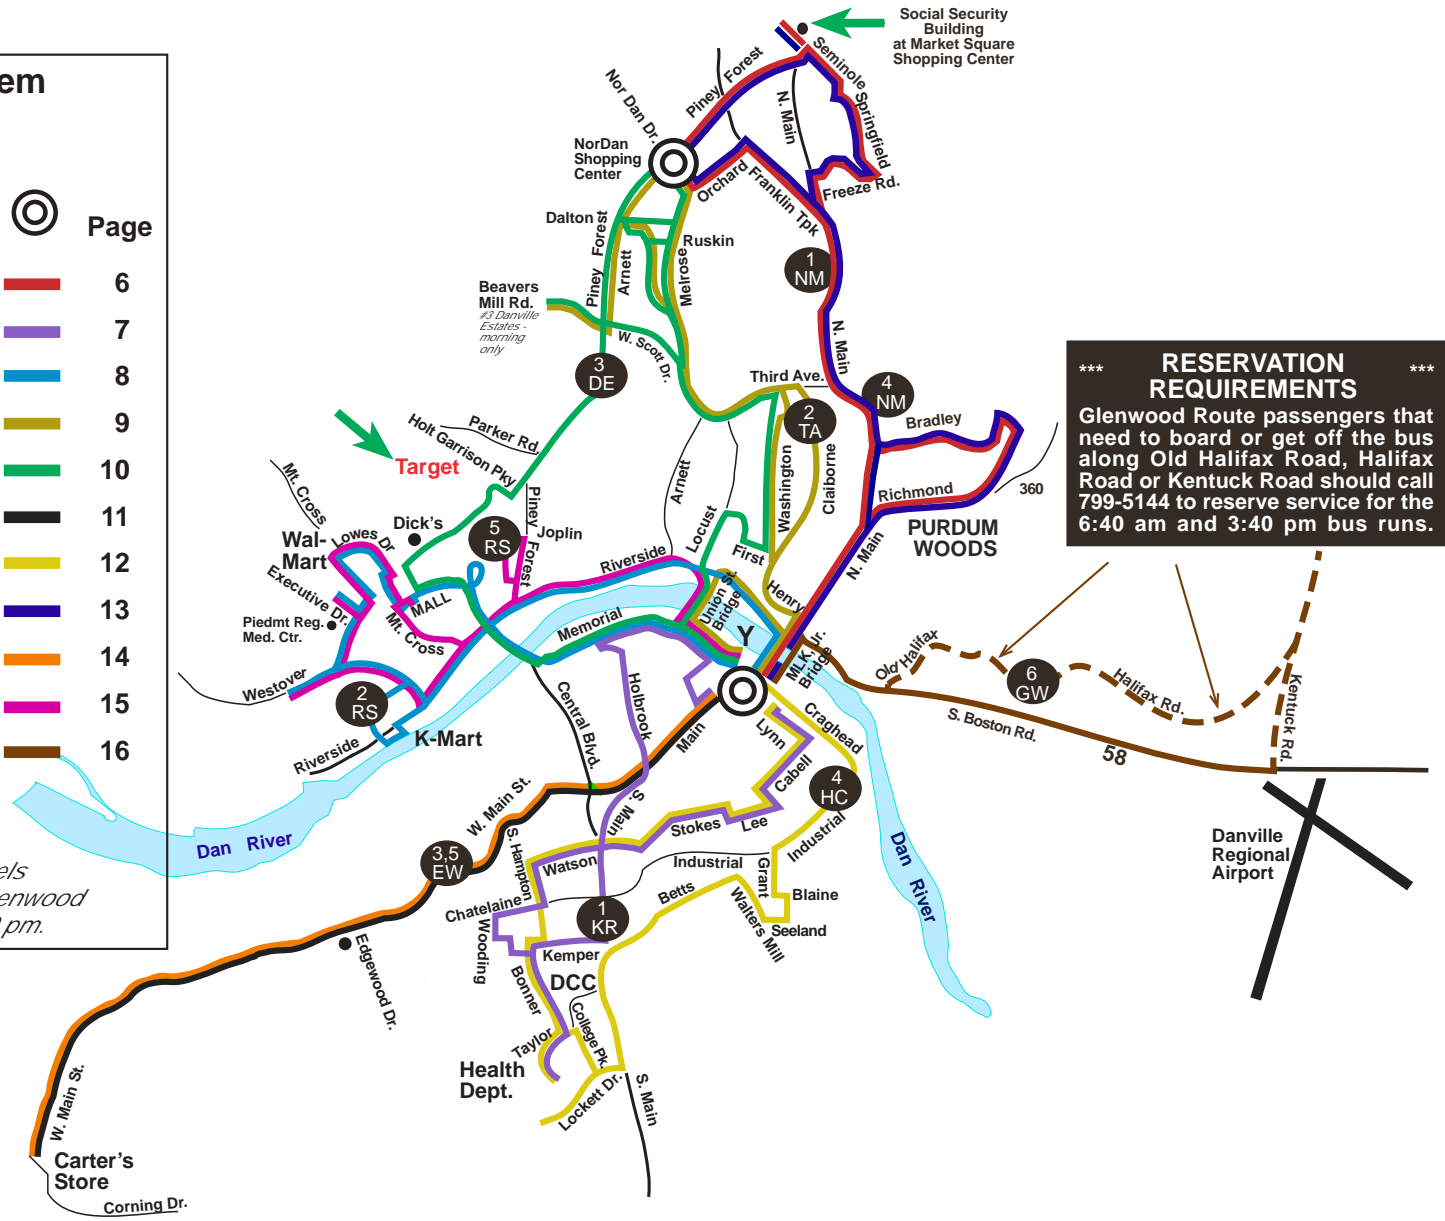 em
Page
6
7
8
9
10
11
12
13
14
15
16
els
enwood
pm.
Social Security
Building
at Market Square
Shopping Center
Seminole
Springfield
Piney Forest
N. Main
Nor Dan Dr.
NorDan
Shopping
Center
Orchard
Franklin Tpk
Freeze Rd.
Dalton
Piney Forest
Arnett
Ruskin
Melrose
1
NM
Beavers
Mill Rd.
#3 Danville
Estates -
morning
only
W. Scott Dr.
N. Main
3
DE
Third Ave.
4
NM
2
TA
Bradley
Parker Rd.
Holt Garrison Pky
Target
Mt. Cross
Arnett
Washington
Claiborne
Richmond
360
PURDUM
WOODS
*** RESERVATION ***
REQUIREMENTS
Glenwood Route passengers that
need to board or get off the bus
along Old Halifax Road, Halifax
Road or Kentuck Road should call
799-5144 to reserve service for the
6:40 am and 3:40 pm bus runs.
Dick's
Piney Forest
Joplin
5
RS
Wal-
Mart
Lowes Dr
Locust
First
N. Main
Riverside
Executive Dr.
MALL
Union St.
Bridge
Henry
Piedmt Reg.
Med. Ctr.
Mt. Cross
Memorial
Y
MLK, Jr.
Bridge
Old Halifax
6
GW
Halifax Rd.
Kentuck Rd.
Westover
2
RS
Holbrook
Central Blvd.
Main
Lynn
Craghead
S. Boston Rd.
58
K-Mart
Riverside
Cabell
4
HC
W. Main St.
S. Main
Stokes
Lee
Industrial
Dan River
S. Hampton
Watson
Industrial
Grant
Dan River
Danville
Regional
Airport
3,5
EW
Betts
Walters Mill
Blaine
Seeland
Chatelaine
Wooding
1
KR
Kemper
Edgewood Dr.
Bonner
DCC
College Pk.
Taylor
Health
Dept.
Lockett Dr.
S. Main
W. Main St.
Carter's
Store
Corning Dr.